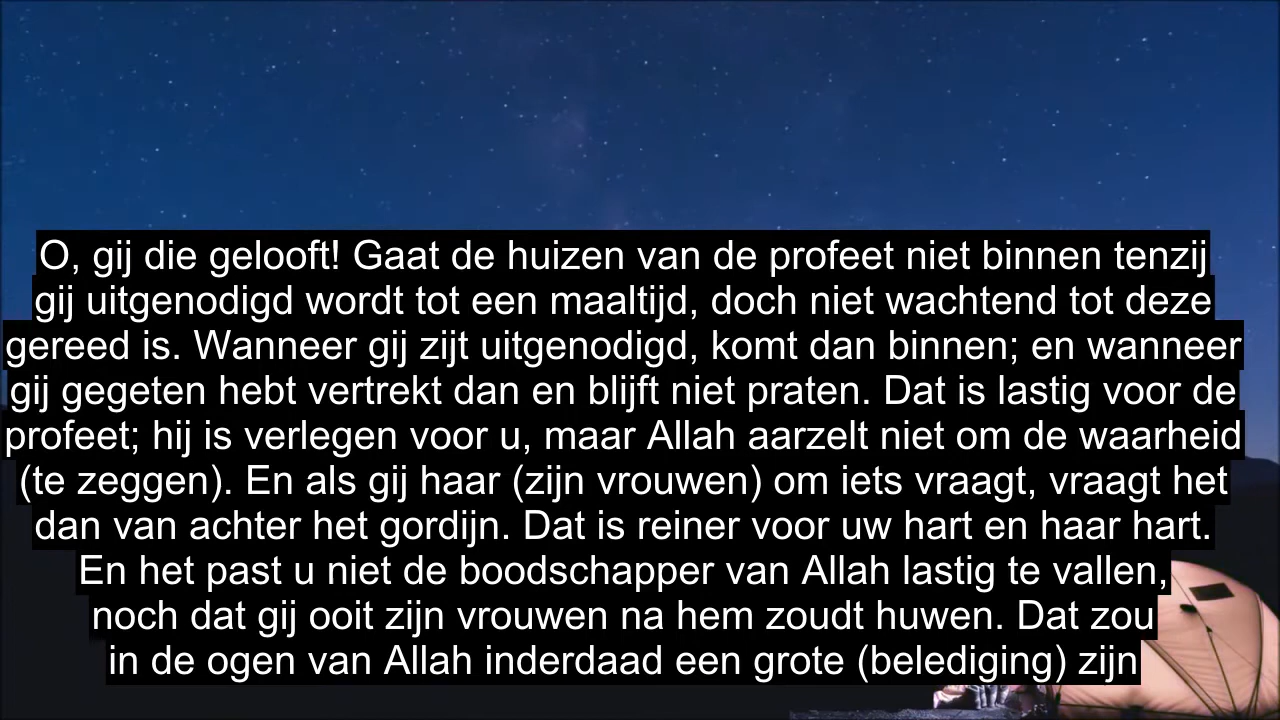 O, gij die gelooft! Gaat de huizen van de profeet niet binnen tenzij
gij uitgenodigd wordt tot een maaltijd, doch niet wachtend tot deze
gereed is. Wanneer gij zijt uitgenodigd, komt dan binnen; en wanneer
gij gegeten hebt vertrekt dan en blijft niet praten. Dat is lastig voor de
profeet; hij is verlegen voor u, maar Allah aarzelt niet om de waarheid
(te zeggen). En als gij haar (zijn vrouwen) om iets vraagt, vraagt het
dan van achter het gordijn. Dat is reiner voor uw hart en haar hart.
En het past u niet de boodschapper van Allah lastig te vallen,
noch dat gij ooit zijn vrouwen na hem zoudt huwen. Dat zou
in de ogen van Allah inderdaad een grote (belediging) zijn